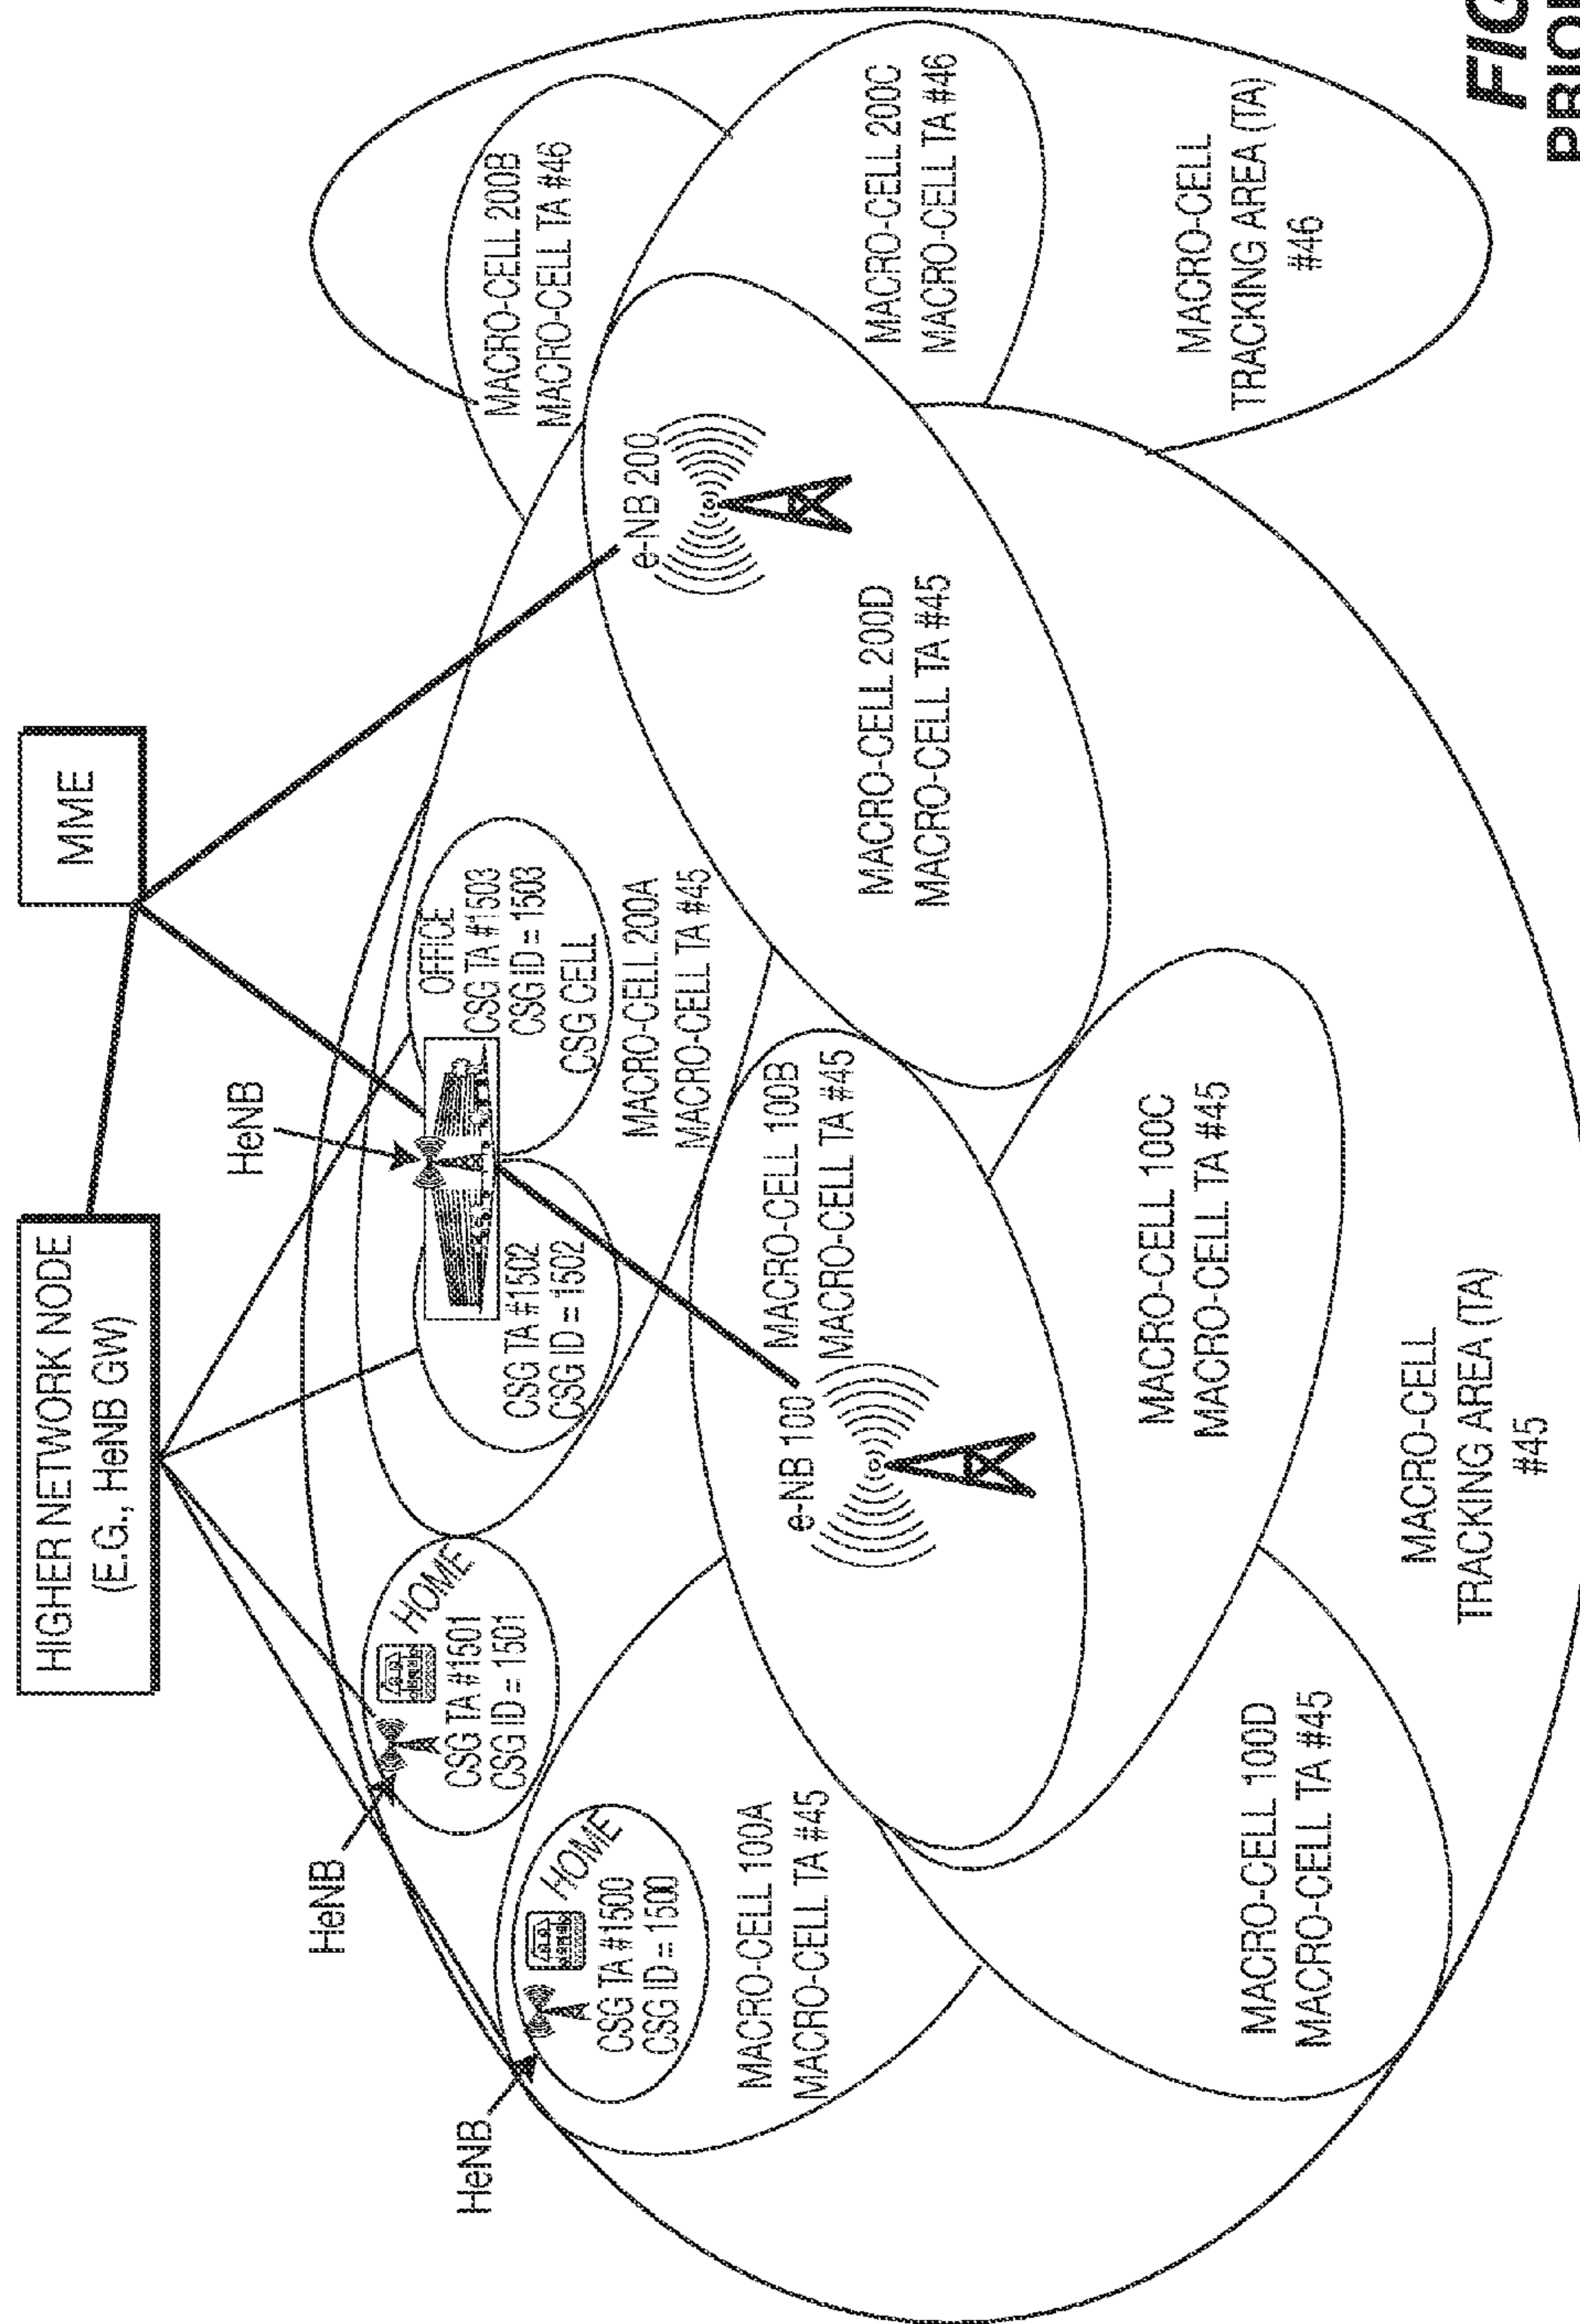 HIGHER NETWORK NODE
(E.G., HeNB GW)
MME
HeNB
HeNB
HeNB
HOME
CSG TA #1500
CSG ID = 1500
HOME
CSG TA #1501
CSG ID = 1501
CSG TA #1502
CSG ID = 1502
OFFICE
CSG TA #1503
CSG ID = 1503
CSG CELL
MACRO-CELL 200A
MACRO-CELL TA #45
MACRO-CELL 200B
MACRO-CELL TA #46
e-NB 200
MACRO-CELL 200C
MACRO-CELL TA #46
MACRO-CELL 200D
MACRO-CELL TA #45
MACRO-CELL 100A
MACRO-CELL TA #45
e-NB 100
MACRO-CELL 100B
MACRO-CELL TA #45
MACRO-CELL 100C
MACRO-CELL TA #45
MACRO-CELL 100D
MACRO-CELL TA #45
MACRO-CELL
TRACKING AREA (TA)
#45
MACRO-CELL
TRACKING AREA (TA)
#46
FIG